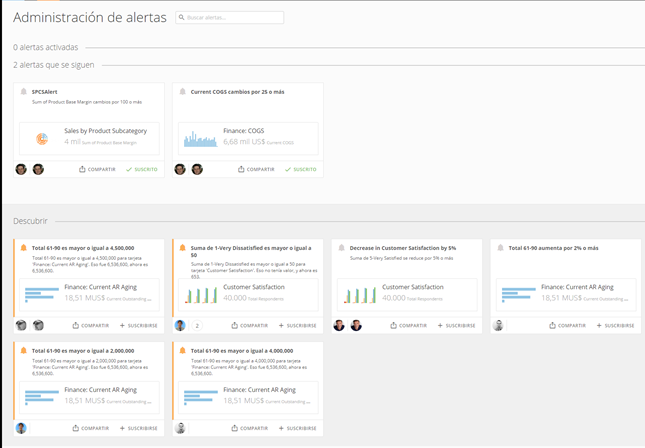 Administración de alertas
Buscar alertas...
0 alertas activadas
2 alertas que se siguen
SPCSAlert
Sum of Product Base Margin cambios por 100 o más
Sales by Product Subcategory
4 mil Sum of Product Base Margin
COMPARTIR
SUSCRITO
Current COGS cambios por 25 o más
Finance: COGS
6,68 mil US$ Current COGS
COMPARTIR
SUSCRITO
Descubrir
Total 61-90 es mayor o igual a 4,500,000
Total 61-90 es mayor o igual a 4,500,000 para tarjeta
'Finance: Current AR Aging'. Eso fue 6,536,600, ahora es
6,536,600.
Finance: Current AR Aging
18,51 MUS$ Current Outstanding ...
COMPARTIR
SUSCRIBIRSE
Suma de 1-Very Dissatisfied es mayor o igual a
50
Suma de 1-Very Dissatisfied es mayor o igual a 50 para
tarjeta 'Customer Satisfaction'. Eso no tenía valor, y ahora es
650.
Customer Satisfaction
40.000 Total Respondents
2
COMPARTIR
SUSCRIBIRSE
Decrease in Customer Satisfaction by 5%
Suma de 5-Very Satisfied se reduce por 5% o más
Customer Satisfaction
40.000 Total Respondents
COMPARTIR
SUSCRIBIRSE
Total 61-90 aumenta por 2% o más
Finance: Current AR Aging
18,51 MUS$ Current Outstanding ...
COMPARTIR
SUSCRIBIRSE
Total 61-90 es mayor o igual a 2,000,000
Total 61-90 es mayor o igual a 2,000,000 para tarjeta
'Finance: Current AR Aging'. Eso fue 6,536,600, ahora es
6,536,600.
Finance: Current AR Aging
18,51 MUS$ Current Outstanding ...
COMPARTIR
SUSCRIBIRSE
Total 61-90 es mayor o igual a 4,000,000
Total 61-90 es mayor o igual a 4,000,000 para tarjeta
'Finance: Current AR Aging'. Eso fue 6,536,600, ahora es
6,536,600.
Finance: Current AR Aging
18,51 MUS$ Current Outstanding ...
COMPARTIR
SUSCRIBIRSE